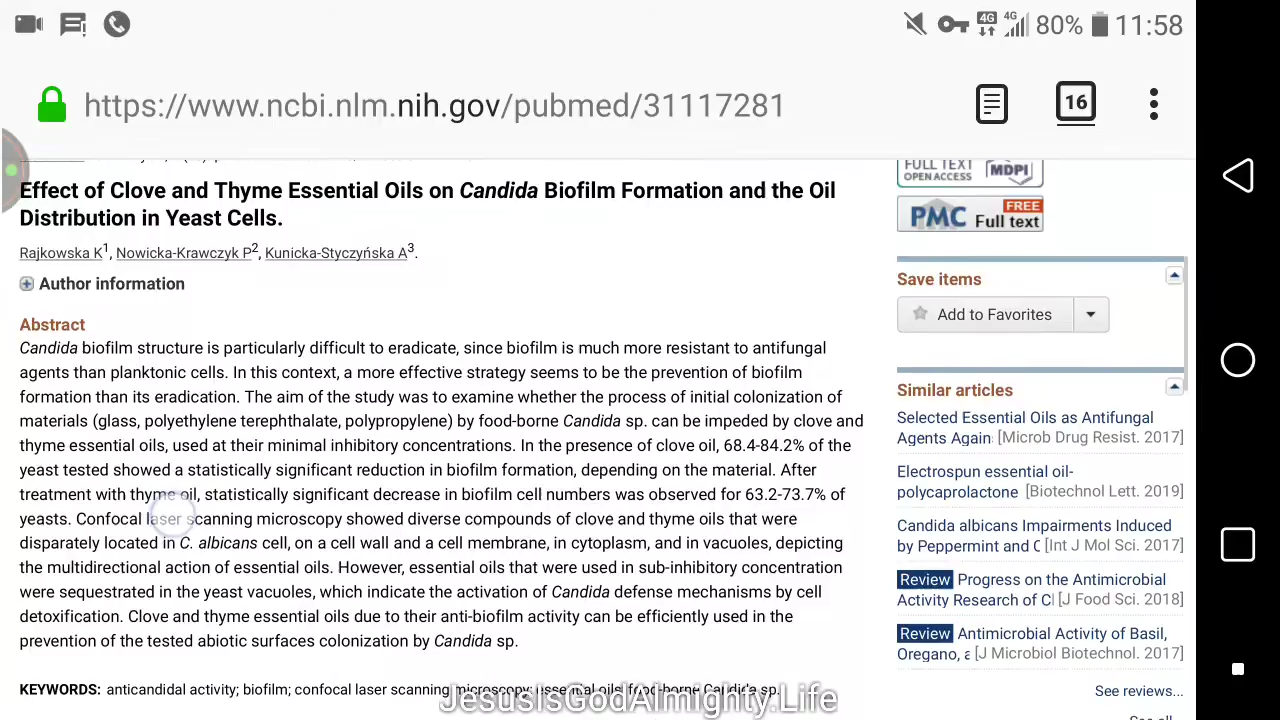 4G 4G 80% 11:58
https://www.ncbi.nlm.nih.gov/pubmed/31117281 16
FULL TEXT
OPEN ACCESS MDPI
PMC FREE Full text
Effect of Clove and Thyme Essential Oils on Candida Biofilm Formation and the Oil
Distribution in Yeast Cells.
Rajkowska K1, Nowicka-Krawczyk P2, Kunicka-Styczyńska A3.
Author information
Abstract
Candida biofilm structure is particularly difficult to eradicate, since biofilm is much more resistant to antifungal
agents than planktonic cells. In this context, a more effective strategy seems to be the prevention of biofilm
formation than its eradication. The aim of the study was to examine whether the process of initial colonization of
materials (glass, polyethylene terephthalate, polypropylene) by food-borne Candida sp. can be impeded by clove and
thyme essential oils, used at their minimal inhibitory concentrations. In the presence of clove oil, 68.4-84.2% of the
yeast tested showed a statistically significant reduction in biofilm formation, depending on the material. After
treatment with thyme oil, statistically significant decrease in biofilm cell numbers was observed for 63.2-73.7% of
yeasts. Confocal laser scanning microscopy showed diverse compounds of clove and thyme oils that were
disparately located in C. albicans cell, on a cell wall and a cell membrane, in cytoplasm, and in vacuoles, depicting
the multidirectional action of essential oils. However, essential oils that were used in sub-inhibitory concentration
were sequestrated in the yeast vacuoles, which indicate the activation of Candida defense mechanisms by cell
detoxification. Clove and thyme essential oils due to their anti-biofilm activity can be efficiently used in the
prevention of the tested abiotic surfaces colonization by Candida sp.
KEYWORDS: anticandidal activity; biofilm; confocal laser scanning microscopy; essential oils; food-borne Candida sp.
Save items
Add to Favorites
Similar articles
Selected Essential Oils as Antifungal
Agents Again [Microb Drug Resist. 2017]
Electrospun essential oil-
polycaprolactone [Biotechnol Lett. 2019]
Candida albicans Impairments Induced
by Peppermint and C [Int J Mol Sci. 2017]
Review Progress on the Antimicrobial
Activity Research of Cl [J Food Sci. 2018]
Review Antimicrobial Activity of Basil,
Oregano, a [J Microbiol Biotechnol. 2017]
See reviews...
See all
JesusIsGodAlmighty.Life